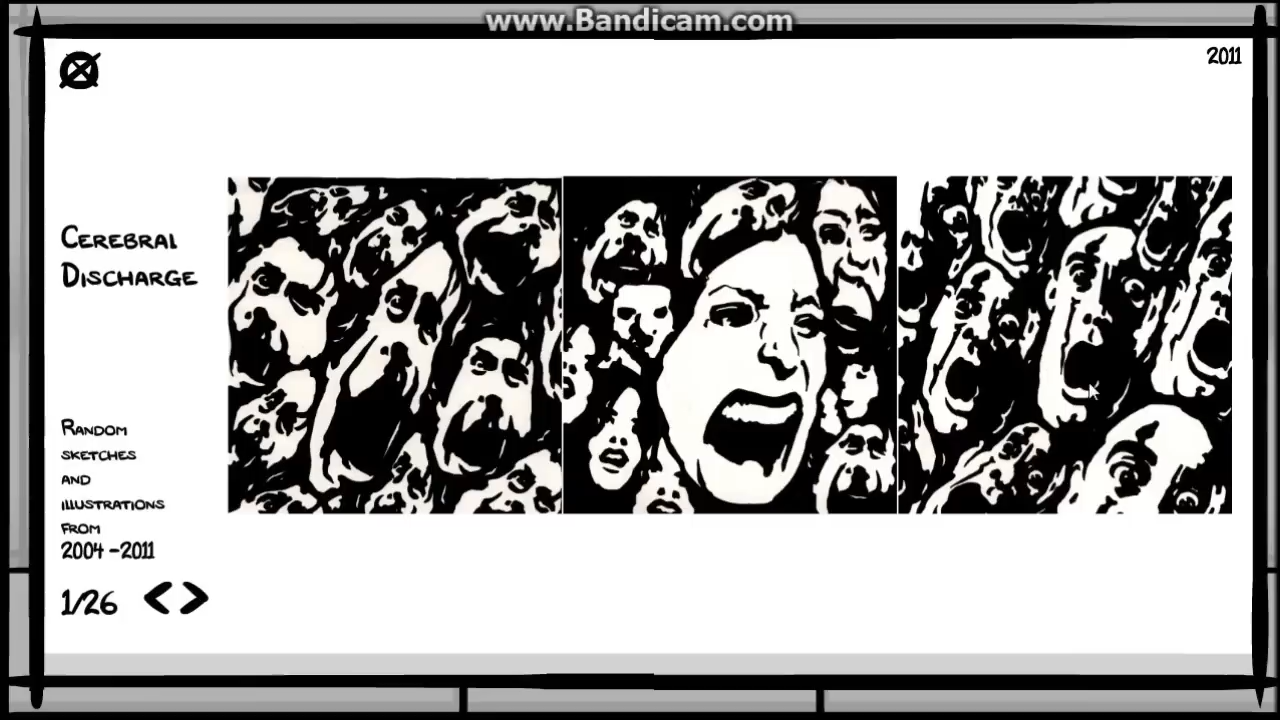 www.Bandicam.com
2011
Cerebral
Discharge
Random
sketches
and
illustrations
from
2004 - 2011
1/26 < >